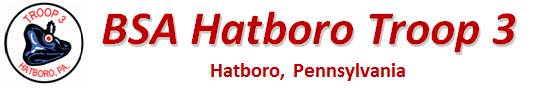 TROOP 3
HATBORO, PA.
BSA Hatboro Troop 3
Hatboro, Pennsylvania